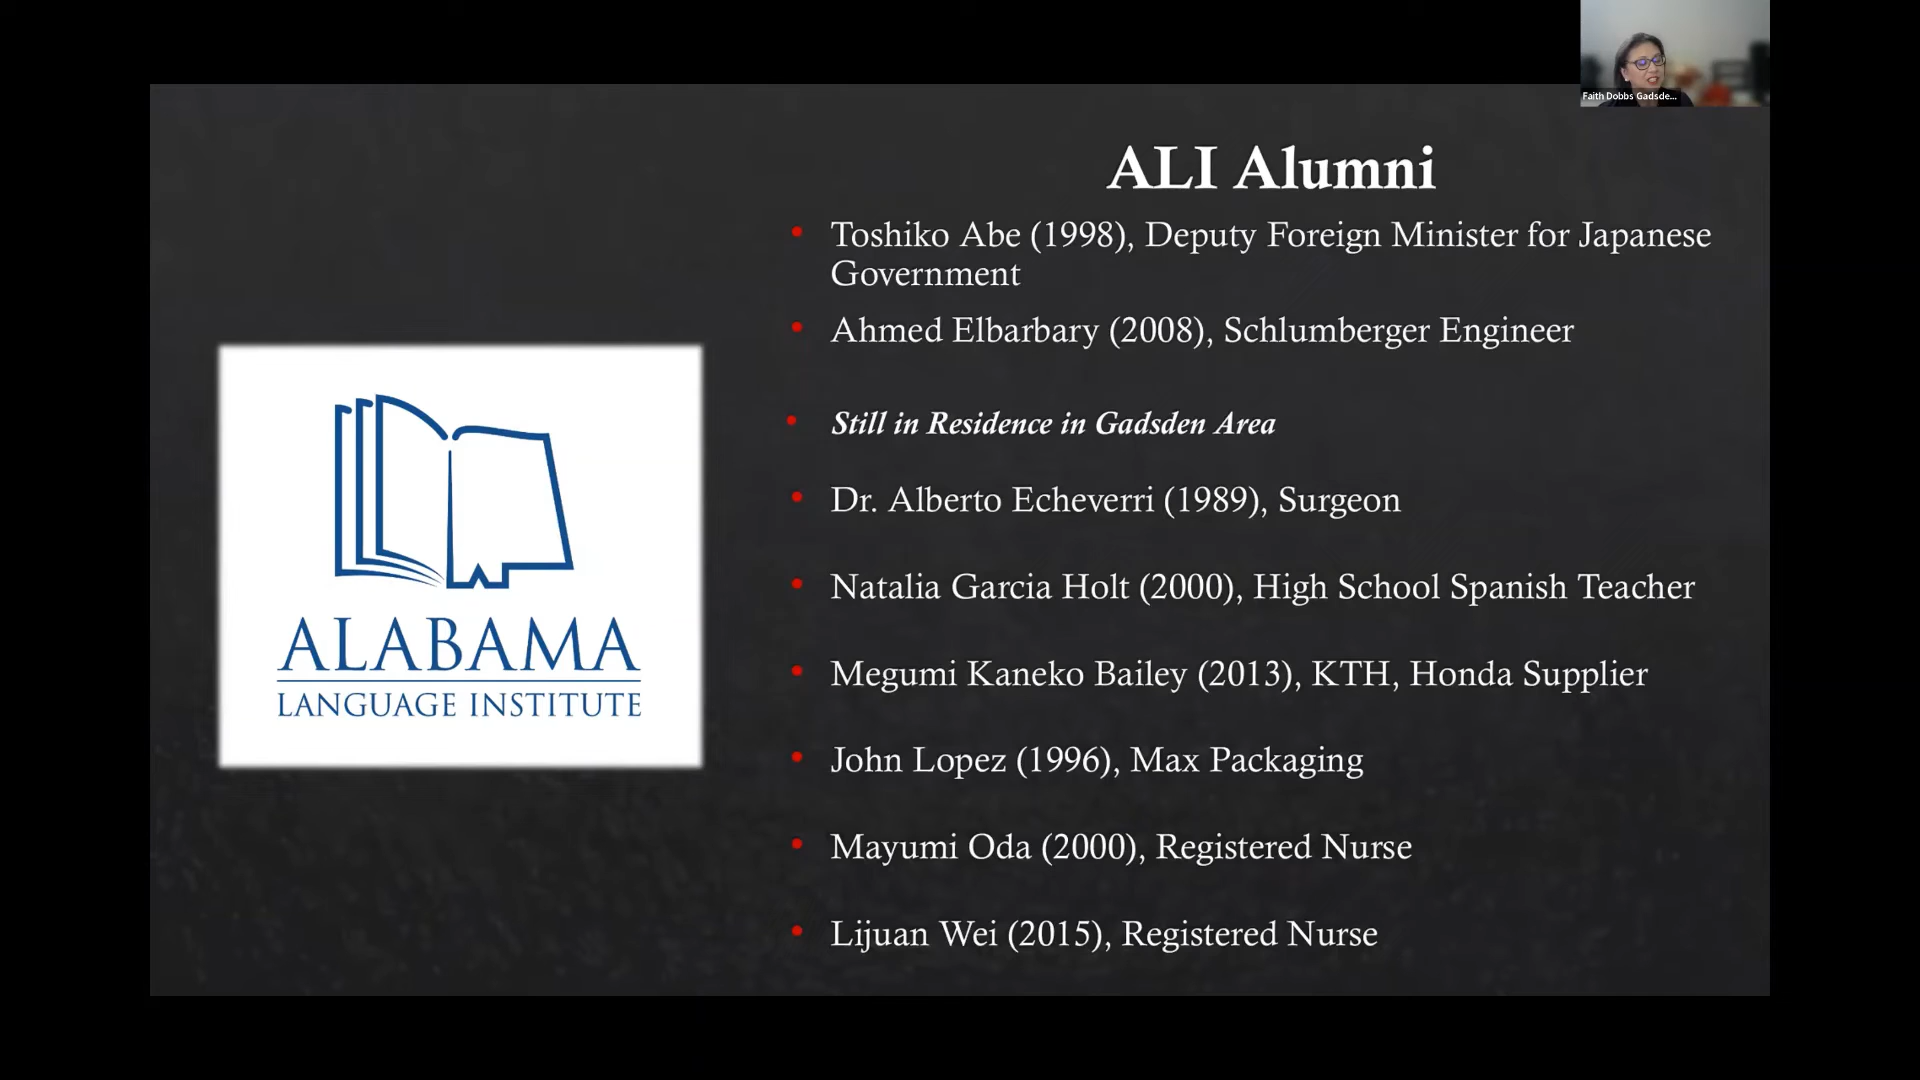 Faith Dobbs Gadsde...
ALI Alumni
Toshiko Abe (1998), Deputy Foreign Minister for Japanese
Government
Ahmed Elbarbary (2008), Schlumberger Engineer
Still in Residence in Gadsden Area
Dr. Alberto Echeverri (1989), Surgeon
Natalia Garcia Holt (2000), High School Spanish Teacher
Megumi Kaneko Bailey (2013), KTH, Honda Supplier
John Lopez (1996), Max Packaging
Mayumi Oda (2000), Registered Nurse
Lijuan Wei (2015), Registered Nurse
ALABAMA
LANGUAGE INSTITUTE